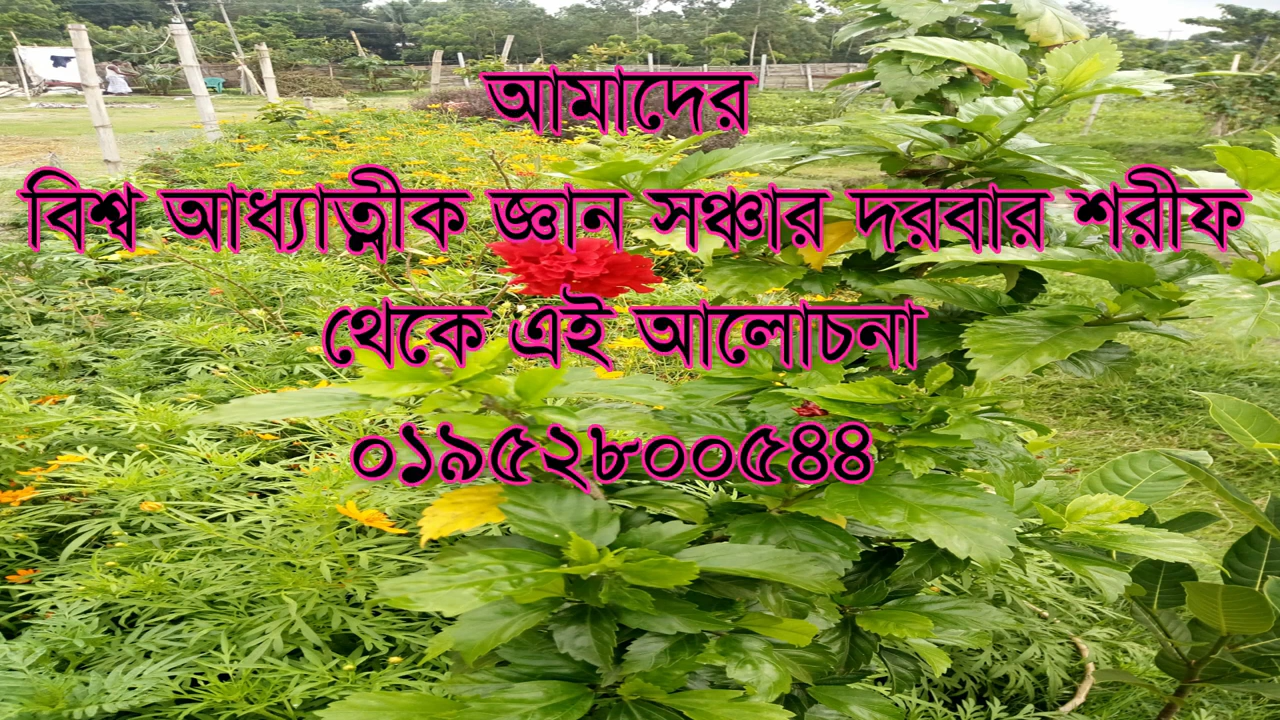 আমাদের
বিশ্ব আধ্যাত্নীক জ্ঞান সঞ্চার দরবার শরীফ
থেকে এই আলোচনা
০১৯৫২৮০০৫৪৪